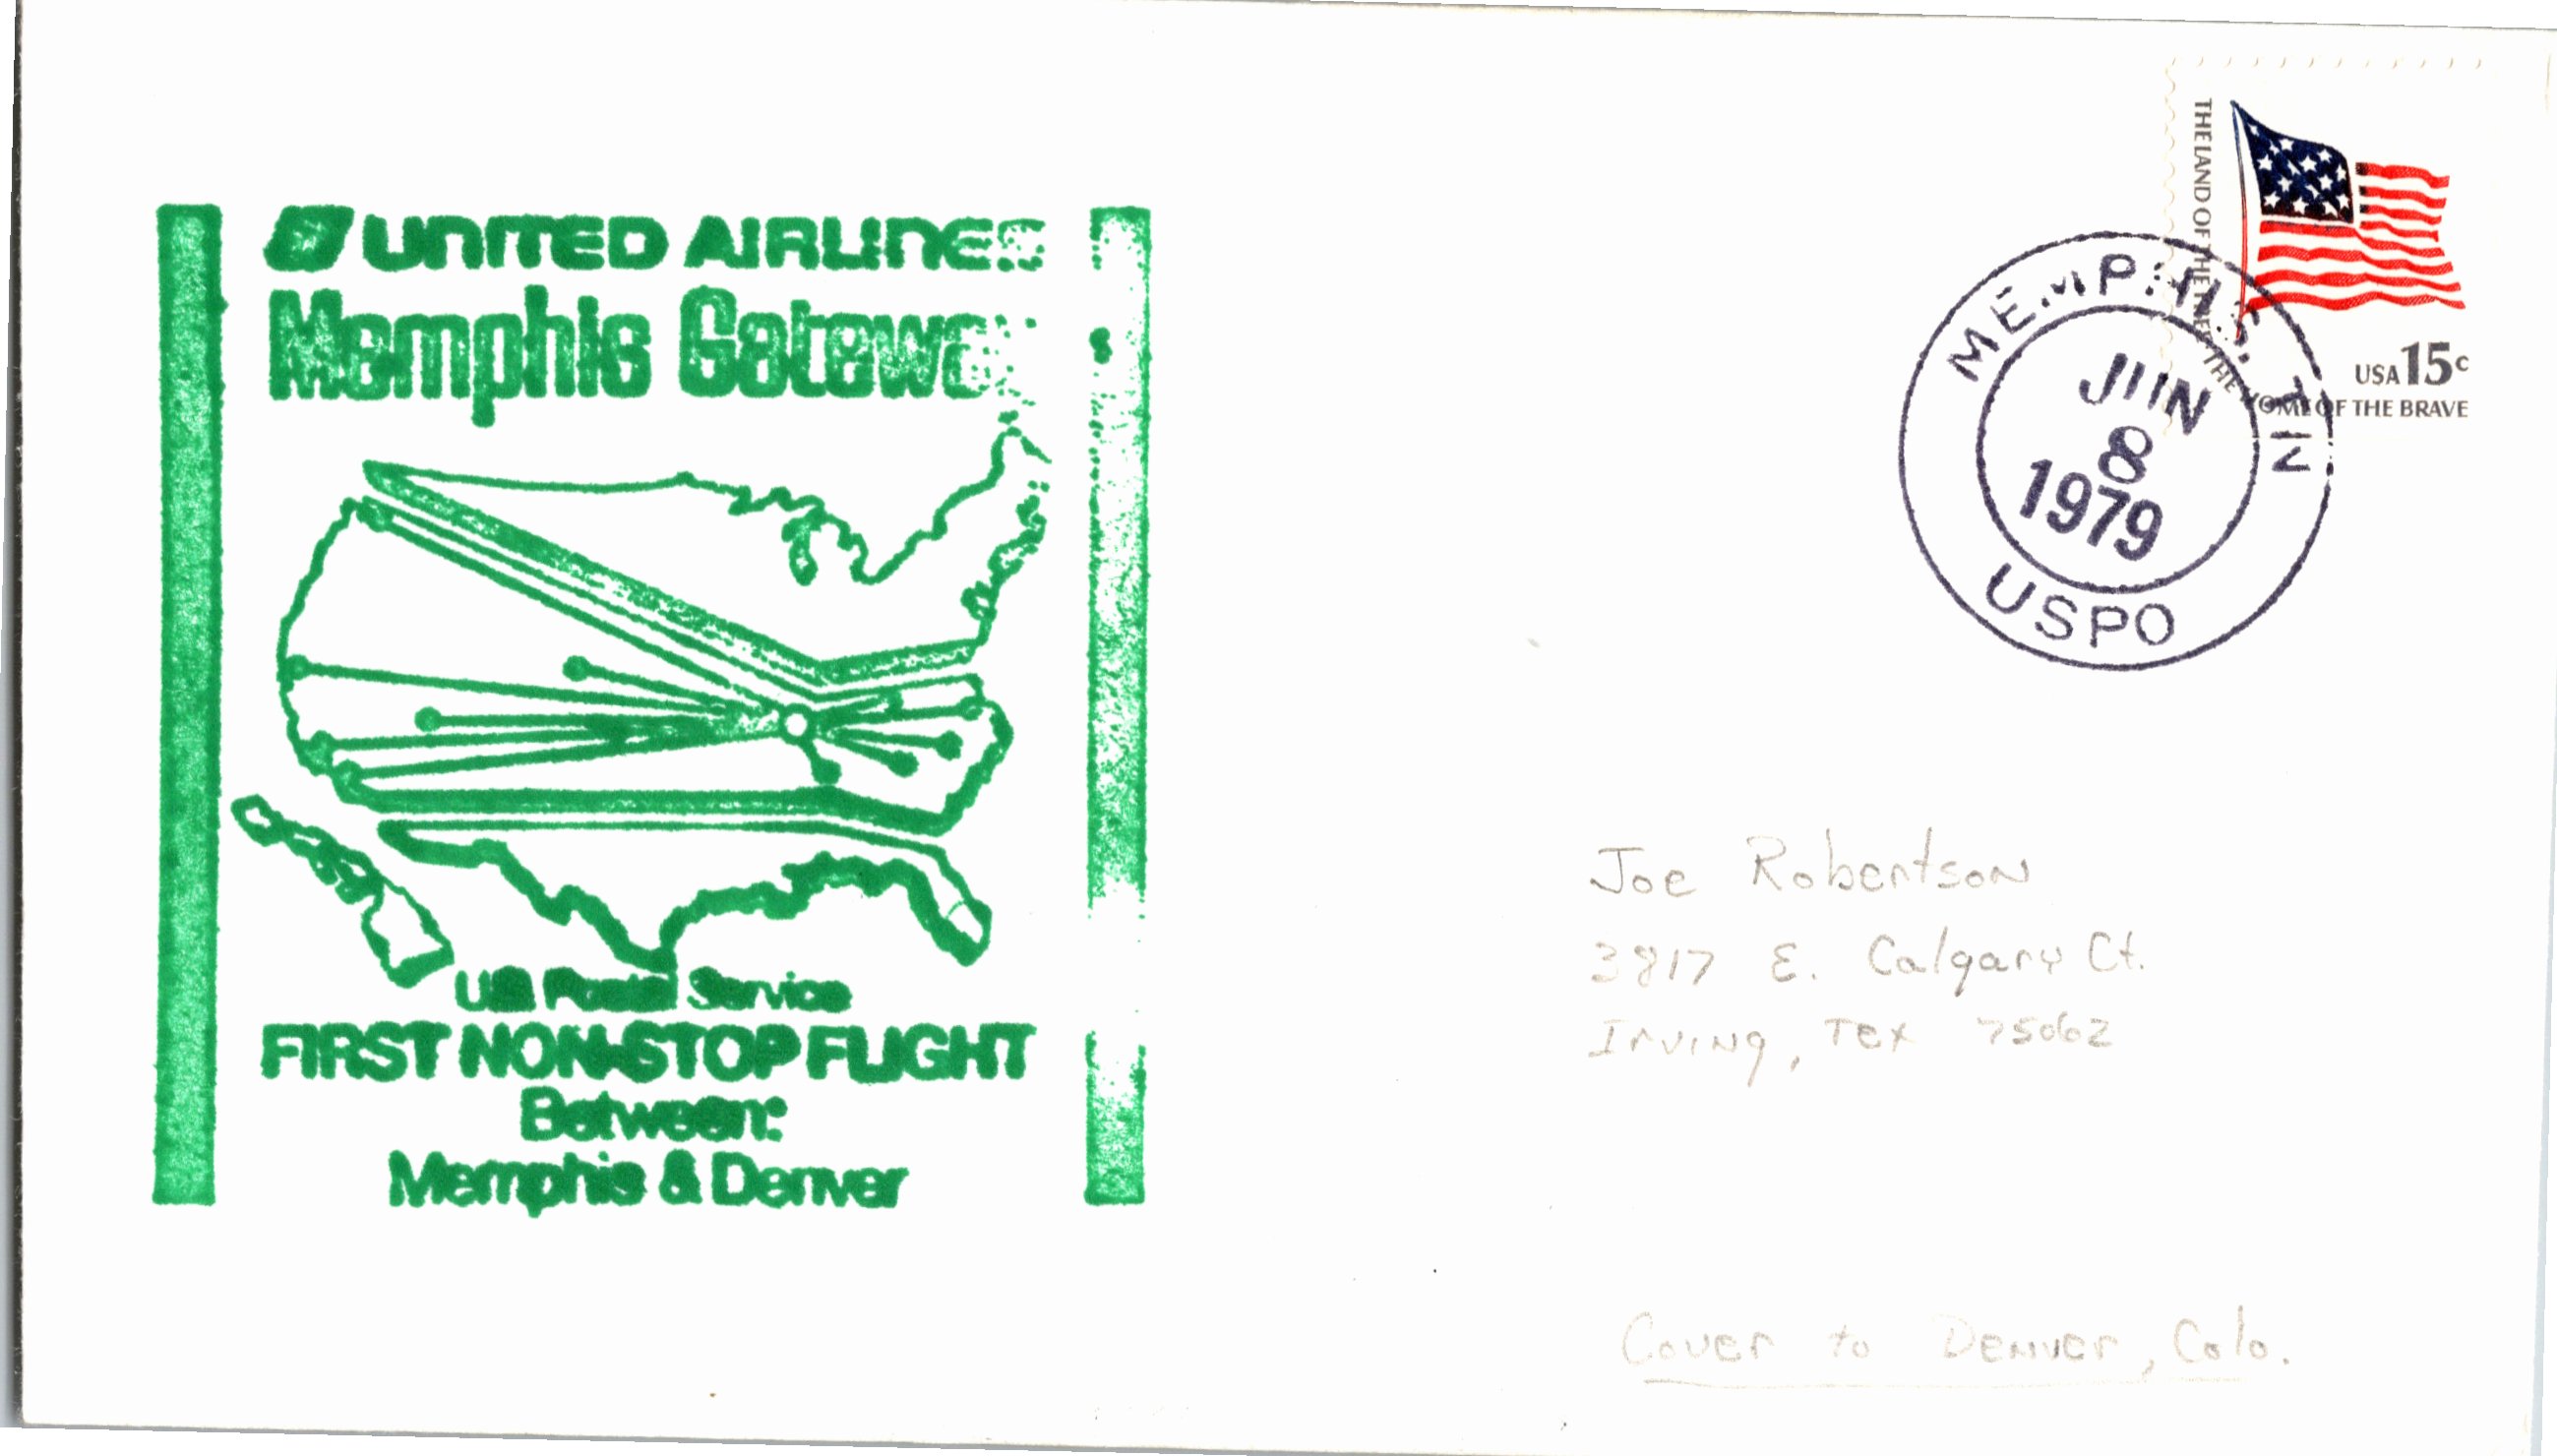 UNITED AIRLINES
Memphis Gateway
US Postal Service
FIRST NON-STOP FLIGHT
Between:
Memphis & Denver
THE LAND OF THE FREE THE HOME OF THE BRAVE
USA 15c
MEMPHIS, TN
JUN
8
1979
USPO
Joe Robertson
3817 E. Calgary Ct.
Irving, Tex 75062
Cover to Denver, Colo.